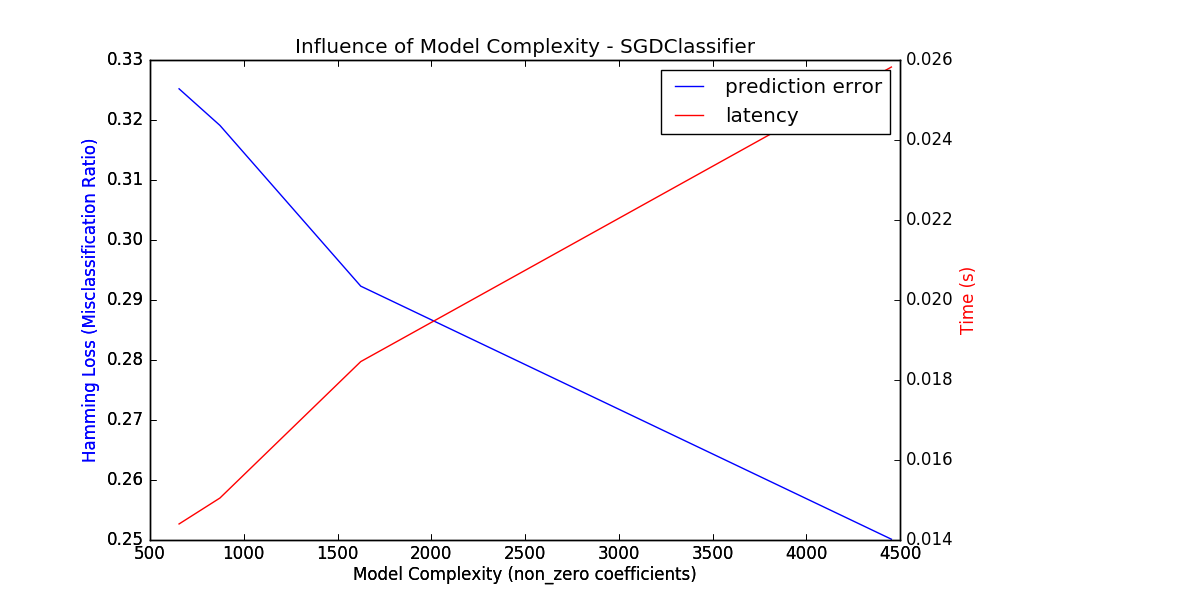 Influence of Model Complexity - SGDClassifier
prediction error
latency
0.33
0.32
0.31
0.30
0.29
0.28
0.27
0.26
0.25
Hamming Loss (Misclassification Ratio)
0.026
0.024
0.022
0.020
0.018
0.016
0.014
Time (s)
500 1000 1500 2000 2500 3000 3500 4000 4500
Model Complexity (non_zero coefficients)